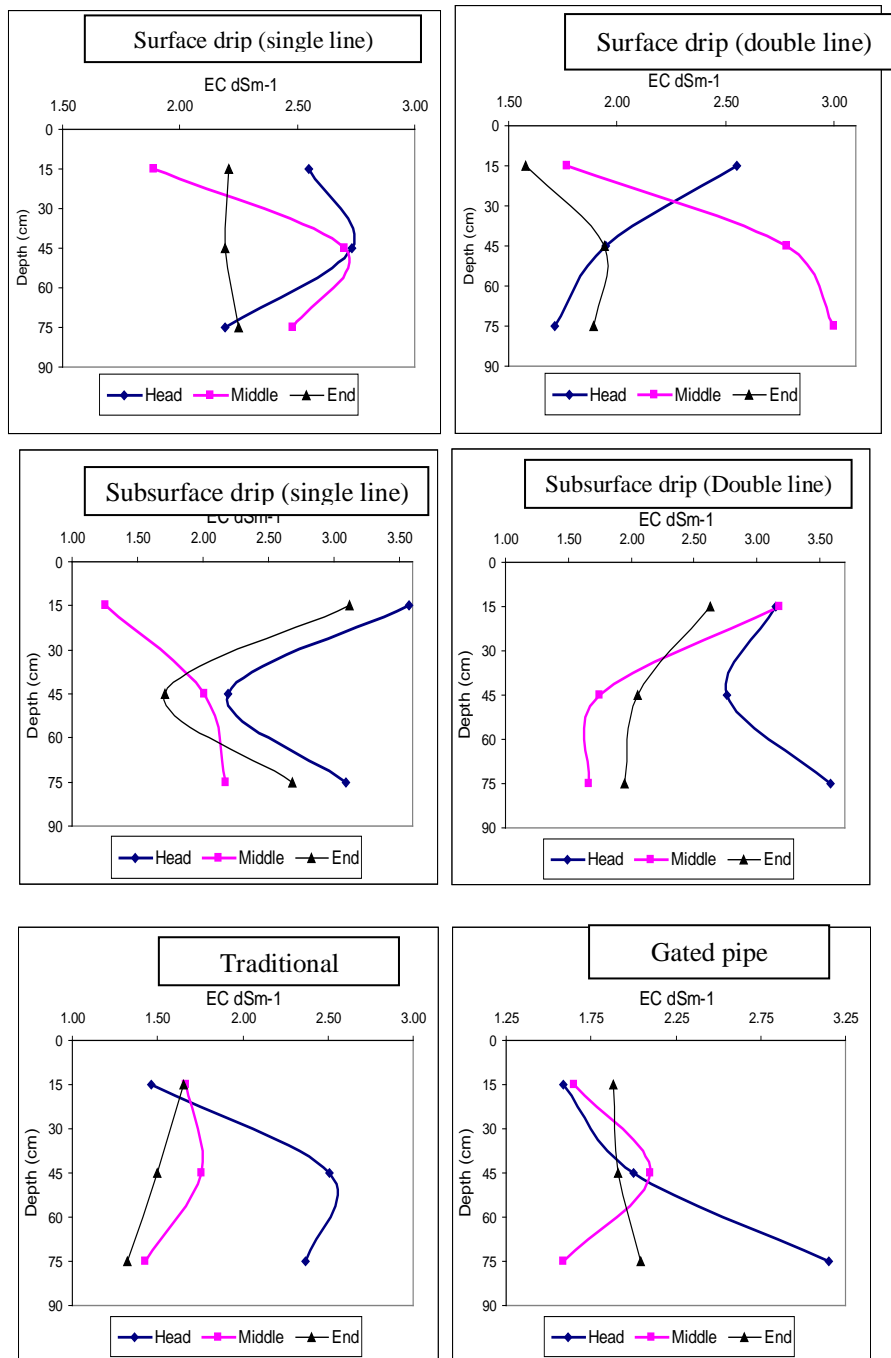 Surface drip (single line)
EC dSm-1
1.50 2.00 2.50 3.00
0
15
30
45
60
75
90
Depth (cm)
Head Middle End
Surface drip (double line)
EC dSm-1
1.50 2.00 2.50 3.00
0
15
30
45
60
75
90
Depth (cm)
Head Middle End
Subsurface drip (single line)
EC dSm-1
1.00 1.50 2.00 2.50 3.00 3.50
0
15
30
45
60
75
90
Depth (cm)
Head Middle End
Subsurface drip (Double line)
EC dSm-1
1.00 1.50 2.00 2.50 3.00 3.50
0
15
30
45
60
75
90
Depth (cm)
Head Middle End
Traditional
EC dSm-1
1.00 1.50 2.00 2.50 3.00
0
15
30
45
60
75
90
Depth (cm)
Head Middle End
Gated pipe
EC dSm-1
1.25 1.75 2.25 2.75 3.25
0
15
30
45
60
75
90
Depth (cm)
Head Middle End